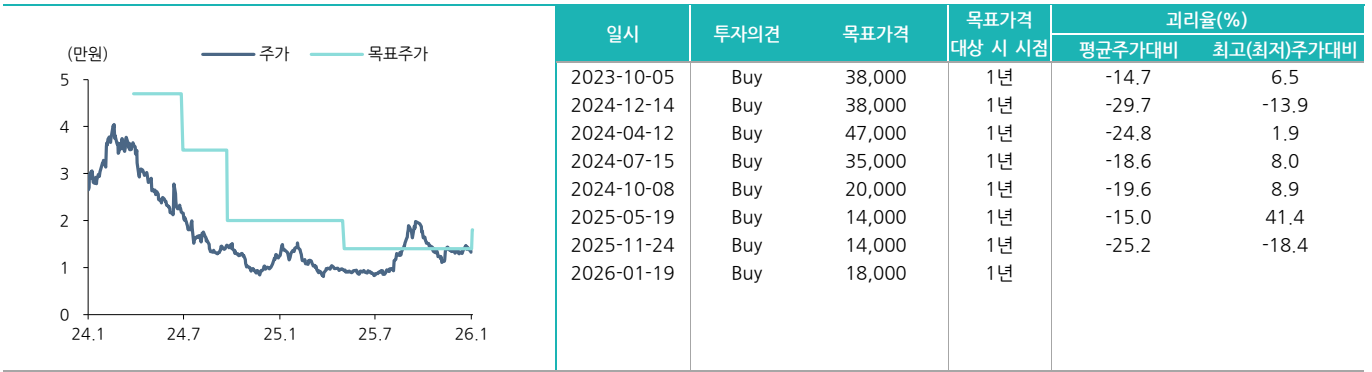 (만원)
주가
목표주가
5
4
3
2
1
0
24.1 24.7 25.1 25.7 26.1
일시 투자의견 목표가격 목표가격 대상 시 시점 괴리율(%)
평균주가대비 최고(최저)주가대비
2023-10-05 Buy 38,000 1년 -14.7 6.5
2024-12-14 Buy 38,000 1년 -29.7 -13.9
2024-04-12 Buy 47,000 1년 -24.8 1.9
2024-07-15 Buy 35,000 1년 -18.6 8.0
2024-10-08 Buy 20,000 1년 -19.6 8.9
2025-05-19 Buy 14,000 1년 -15.0 41.4
2025-11-24 Buy 14,000 1년 -25.2 -18.4
2026-01-19 Buy 18,000 1년